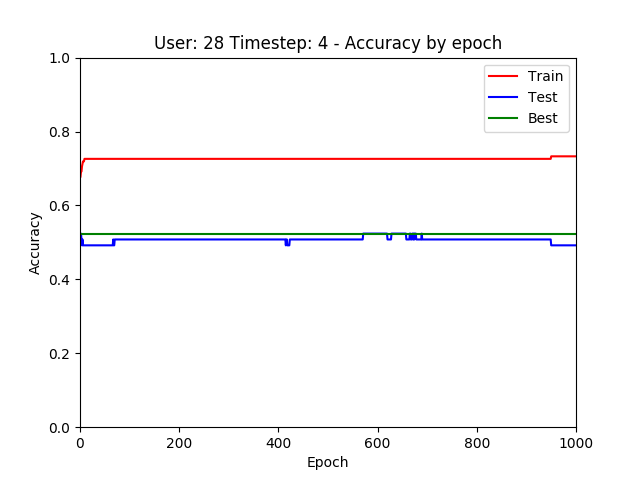 User: 28 Timestep: 4 - Accuracy by epoch
1.0
0.8
0.6
0.4
0.2
0.0
Accuracy
Train
Test
Best
0 200 400 600 800 1000
Epoch